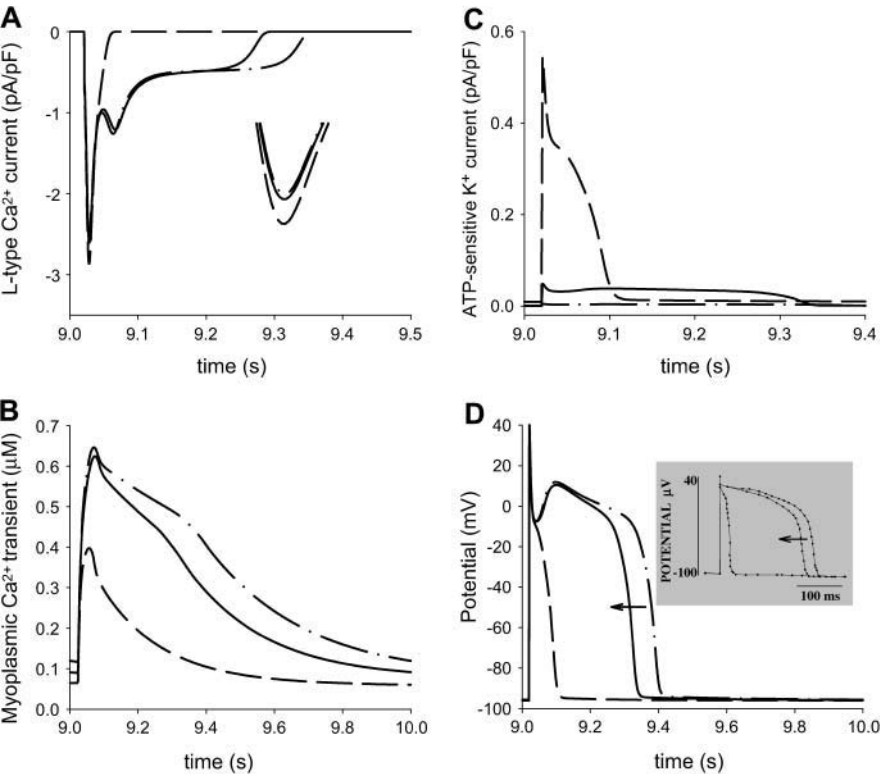 A
L-type Ca²⁺ current (pA/pF)
0
-1
-2
-3
9.0 9.1 9.2 9.3 9.4 9.5
time (s)
C
ATP-sensitive K⁺ current (pA/pF)
0.6
0.4
0.2
0.0
9.0 9.1 9.2 9.3 9.4
time (s)
B
Myoplasmic Ca²⁺ transient (μM)
0.7
0.6
0.5
0.4
0.3
0.2
0.1
0.0
9.0 9.2 9.4 9.6 9.8 10.0
time (s)
D
Potential (mV)
40
20
0
-20
-40
-60
-80
-100
9.0 9.2 9.4 9.6 9.8 10.0
time (s)
POTENTIAL μV
40
-100
100 ms